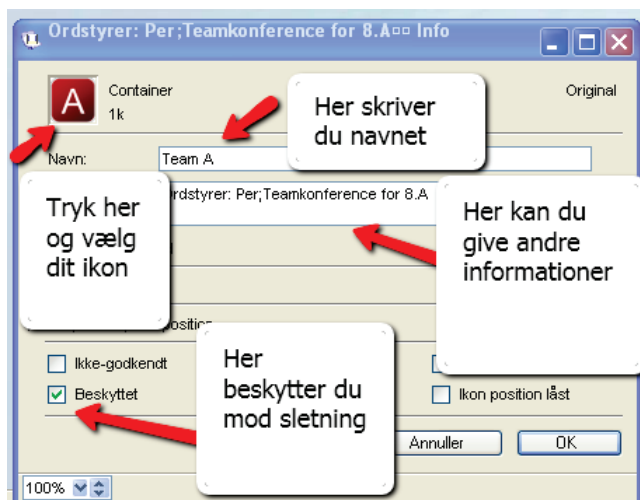 Ordstyrer: Per;Teamkonference for 8.A¤¤ Info
A
Container
1k
Original
Her skriver
du navnet
Navn:
Team A
Ordstyrer: Per;Teamkonference for 8.A
Tryk her
og vælg
dit ikon
Her kan du
give andre
informationer
position
Ikke-godkendt
Her
beskytter du
mod sletning
Beskyttet
Ikon position låst
Annuller
OK
100%